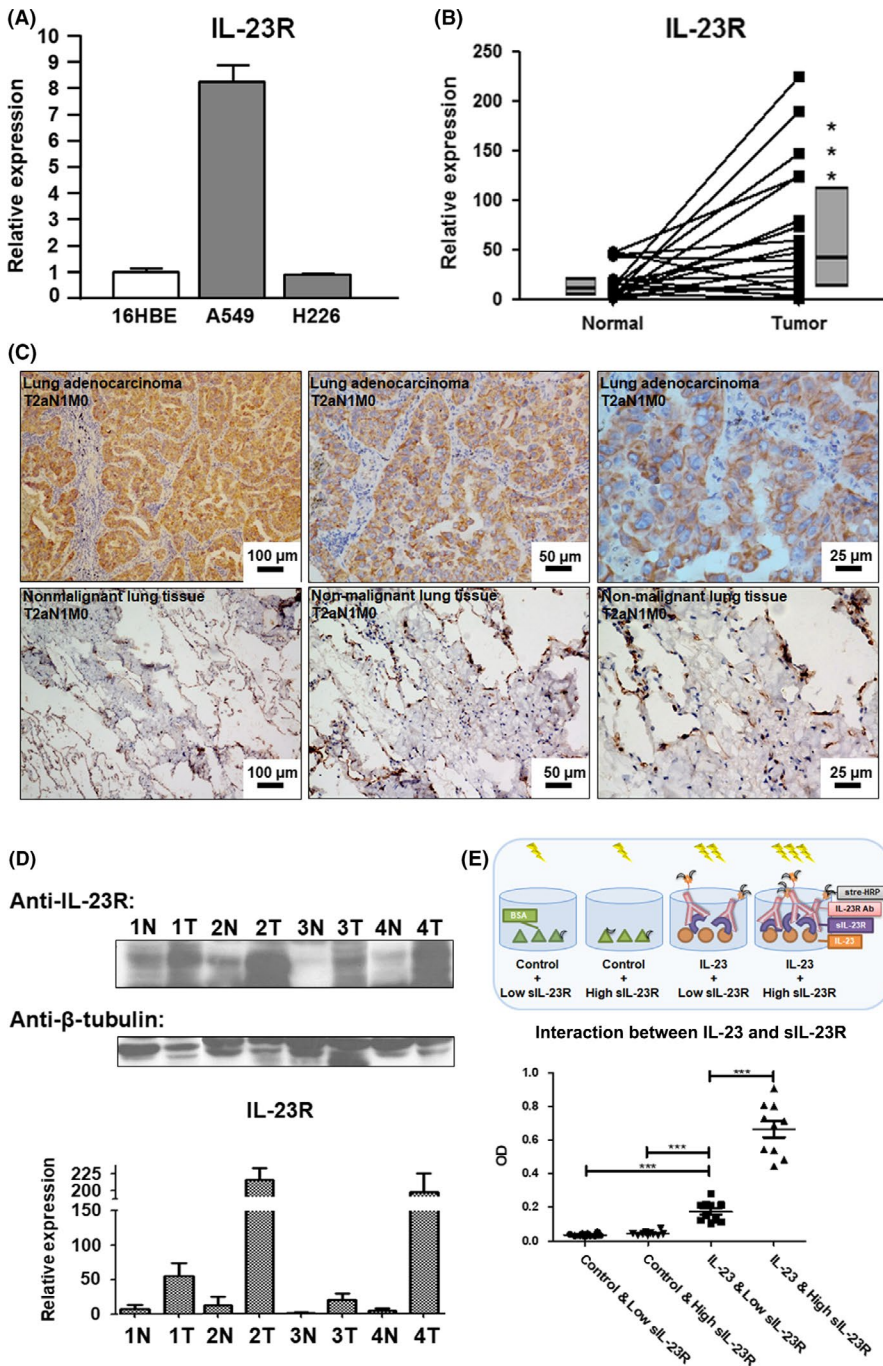 (A)
IL-23R
Relative expression
10
9
8
7
6
5
4
3
2
1
0
16HBE A549 H226
(B)
IL-23R
Relative expression
250
200
150
100
50
0
***
Normal Tumor
(C)
Lung adenocarcinoma
T2aN1M0
100 µm
Lung adenocarcinoma
T2aN1M0
50 µm
Lung adenocarcinoma
T2aN1M0
25 µm
Nonmalignant lung tissue
T2aN1M0
100 µm
Non-malignant lung tissue
T2aN1M0
50 µm
Non-malignant lung tissue
T2aN1M0
25 µm
(D)
Anti-IL-23R:
1N 1T 2N 2T 3N 3T 4N 4T
Anti-β-tubulin:
IL-23R
Relative expression
225
200
150
100
50
0
1N 1T 2N 2T 3N 3T 4N 4T
(E)
BSA
stre-HRP
IL-23R Ab
sIL-23R
IL-23
Control
+
Low sIL-23R
Control
+
High sIL-23R
IL-23
+
Low sIL-23R
IL-23
+
High sIL-23R
Interaction between IL-23 and sIL-23R
OD
1.0
0.8
0.6
0.4
0.2
0.0
***
***
***
Control & Low sIL-23R
Control & High sIL-23R
IL-23 & Low sIL-23R
IL-23 & High sIL-23R